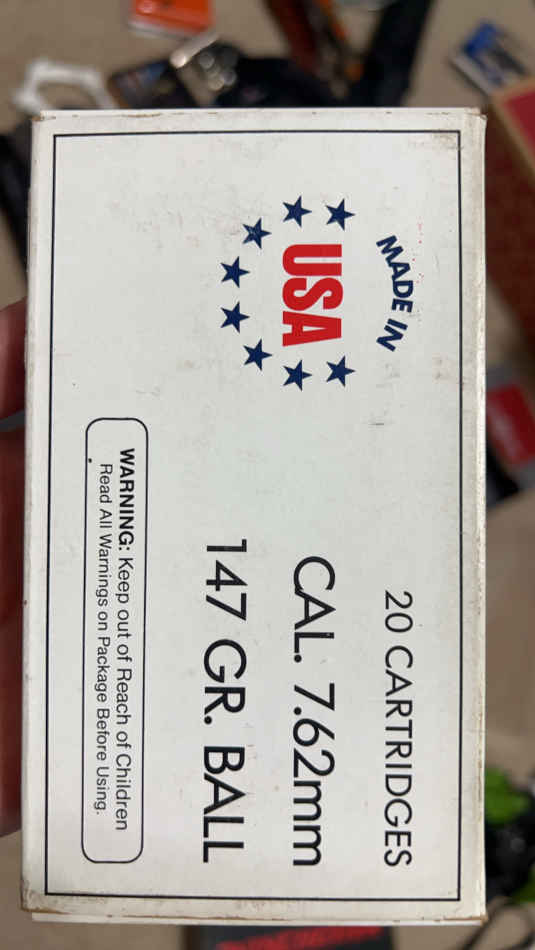 MADE IN
USA
20 CARTRIDGES
CAL. 7.62mm
147 GR. BALL
WARNING: Keep out of Reach of Children
Read All Warnings on Package Before Using.